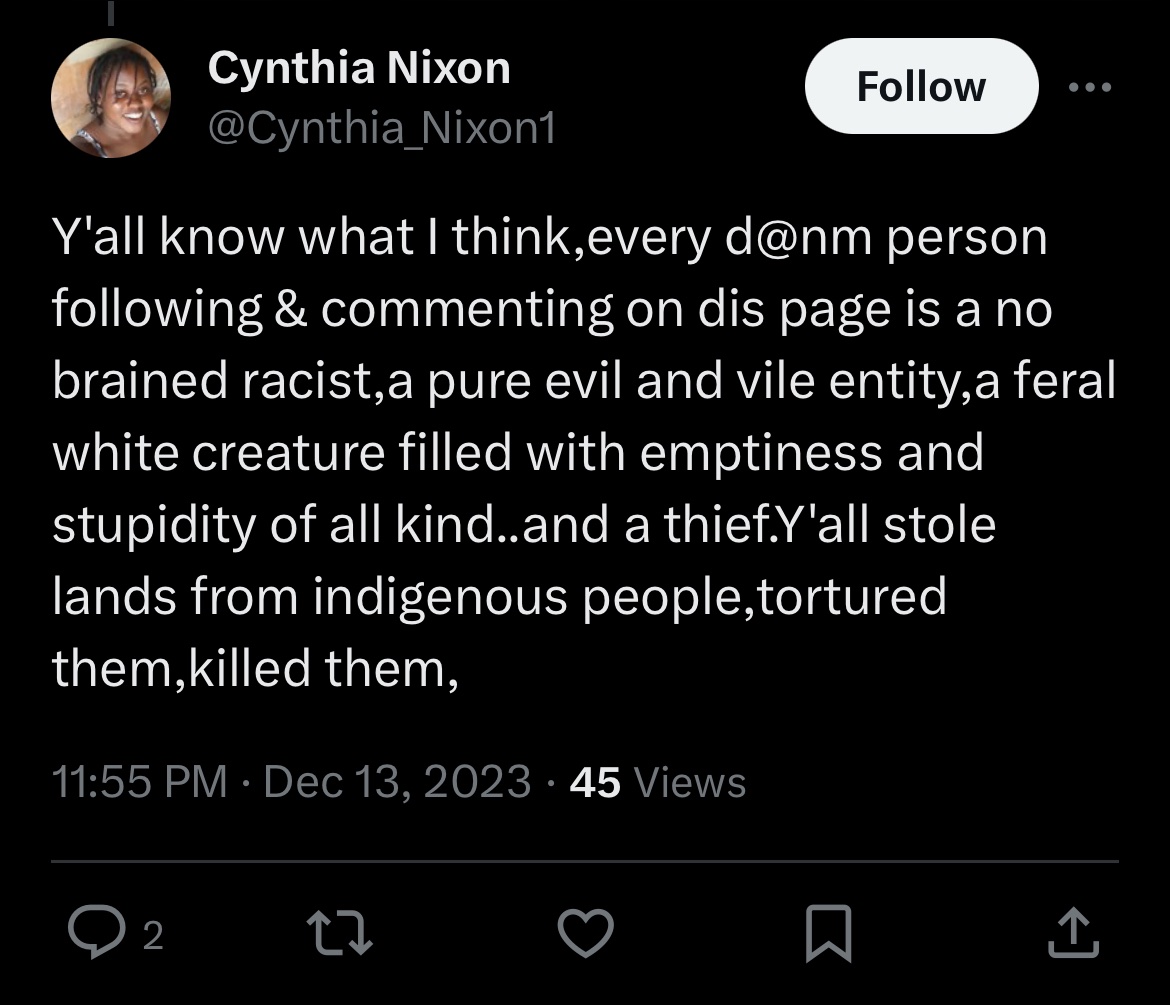 Cynthia Nixon
@Cynthia_Nixon1
Follow
Y'all know what I think,every d@nm person
following & commenting on dis page is a no
brained racist,a pure evil and vile entity,a feral
white creature filled with emptiness and
stupidity of all kind..and a thief.Y'all stole
lands from indigenous people,tortured
them,killed them,
11:55 PM · Dec 13, 2023 · 45 Views
2